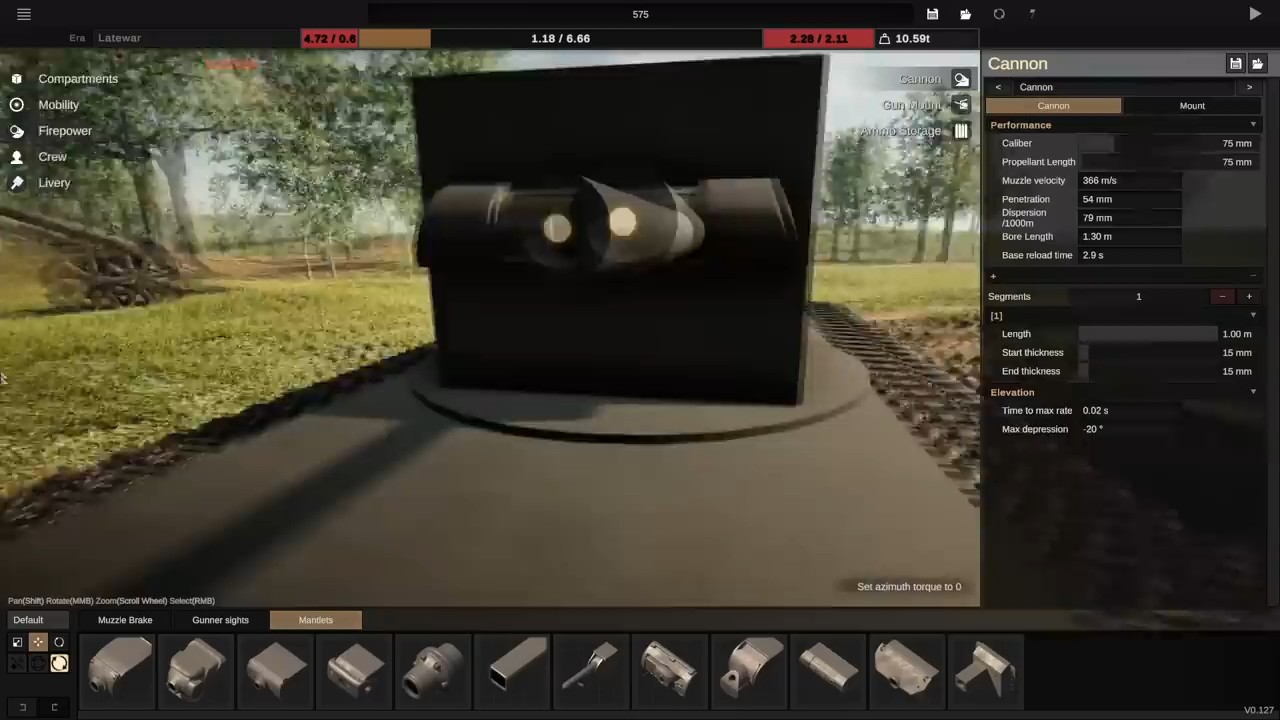 575
Era Latewar 4.72 / 0.6 1.18 / 6.66 2.28 / 2.11 10.59t
Compartments
Mobility
Firepower
Crew
Livery
Cannon
Gun Mount
Ammo Storage
Cannon
< Cannon >
Cannon Mount
Performance
Caliber 75 mm
Propellant Length 75 mm
Muzzle velocity 366 m/s
Penetration 54 mm
Dispersion
/1000m 79 mm
Bore Length 1.30 m
Base reload time 2.9 s
+ −
Segments 1 − +
[1]
Length 1.00 m
Start thickness 15 mm
End thickness 15 mm
Elevation
Time to max rate 0.02 s
Max depression -20 °
Set azimuth torque to 0
Pan(Shift) Rotate(MMB) Zoom(Scroll Wheel) Select(RMB)
Default Muzzle Brake Gunner sights Mantlets
V0.127